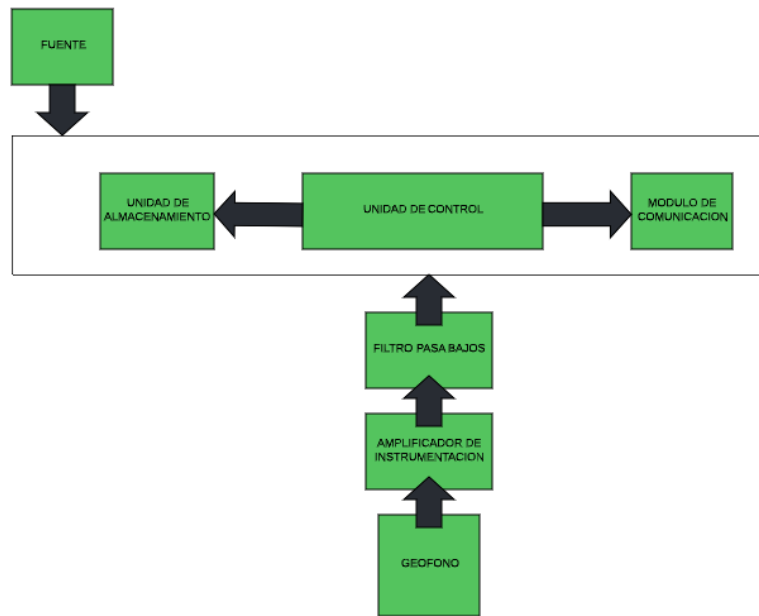 FUENTE
UNIDAD DE
ALMACENAMIENTO
UNIDAD DE CONTROL
MODULO DE
COMUNICACION
FILTRO PASA BAJOS
AMPLIFICADOR DE
INSTRUMENTACION
GEOFONO